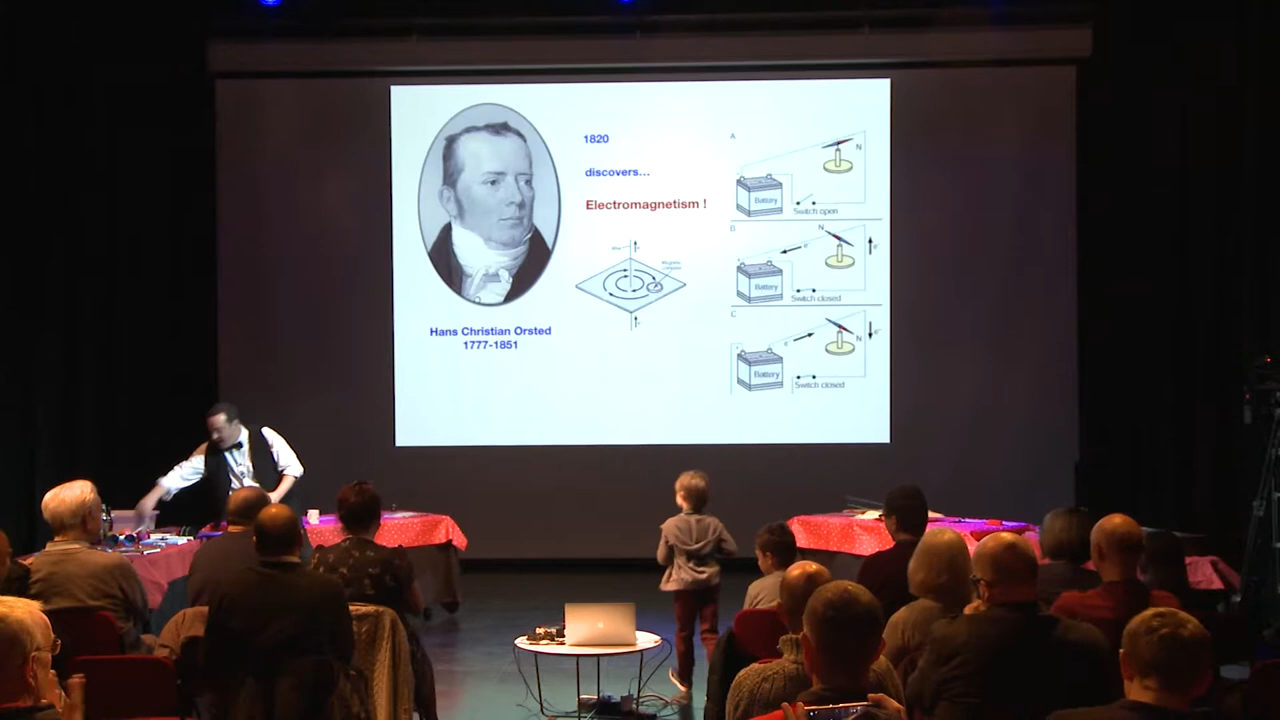 1820
discovers...
Electromagnetism !
Hans Christian Orsted
1777-1851
A
N
Battery
Switch open
B
N
e⁻
e⁻
Battery
Switch closed
C
e⁻
N
e⁻
Battery
Switch closed